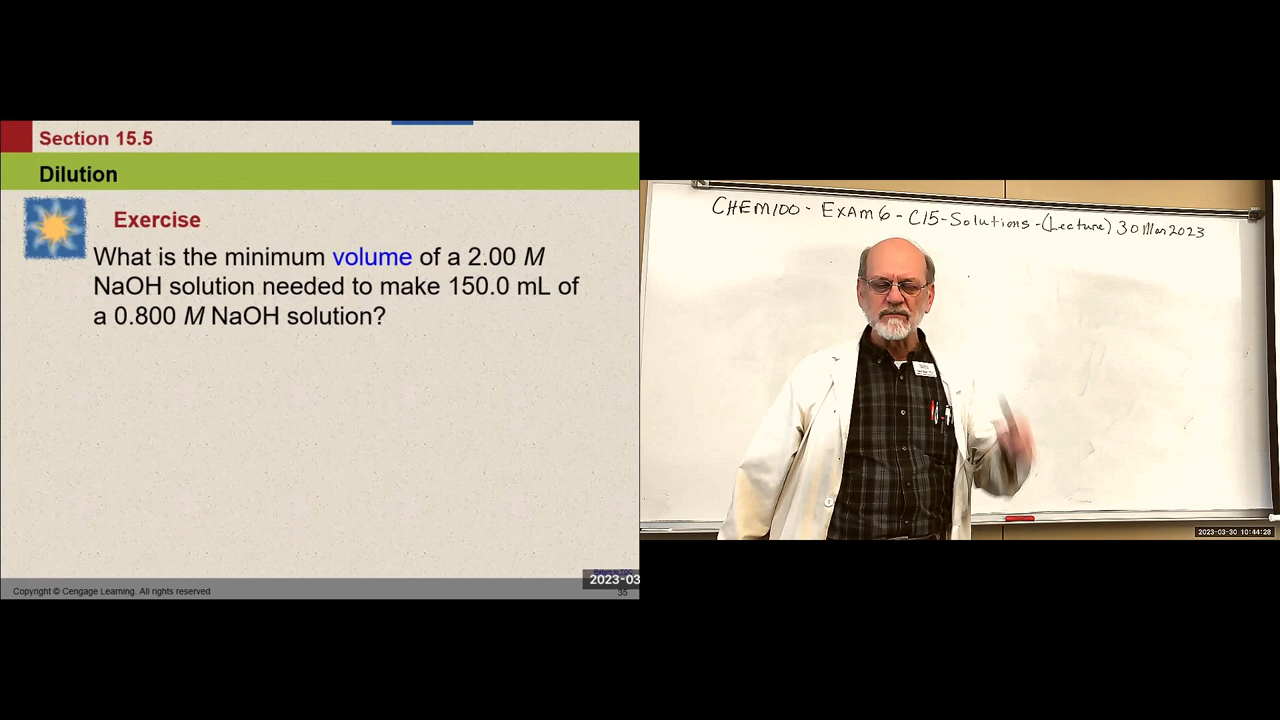 Section 15.5
Dilution
Exercise
What is the minimum volume of a 2.00 M
NaOH solution needed to make 150.0 mL of
a 0.800 M NaOH solution?
2023-03
Copyright © Cengage Learning. All rights reserved
35
CHEM100 - EXAM 6 - C15 - Solutions - (Lecture) 30 Mar 2023
2023-03-30 10:44:28